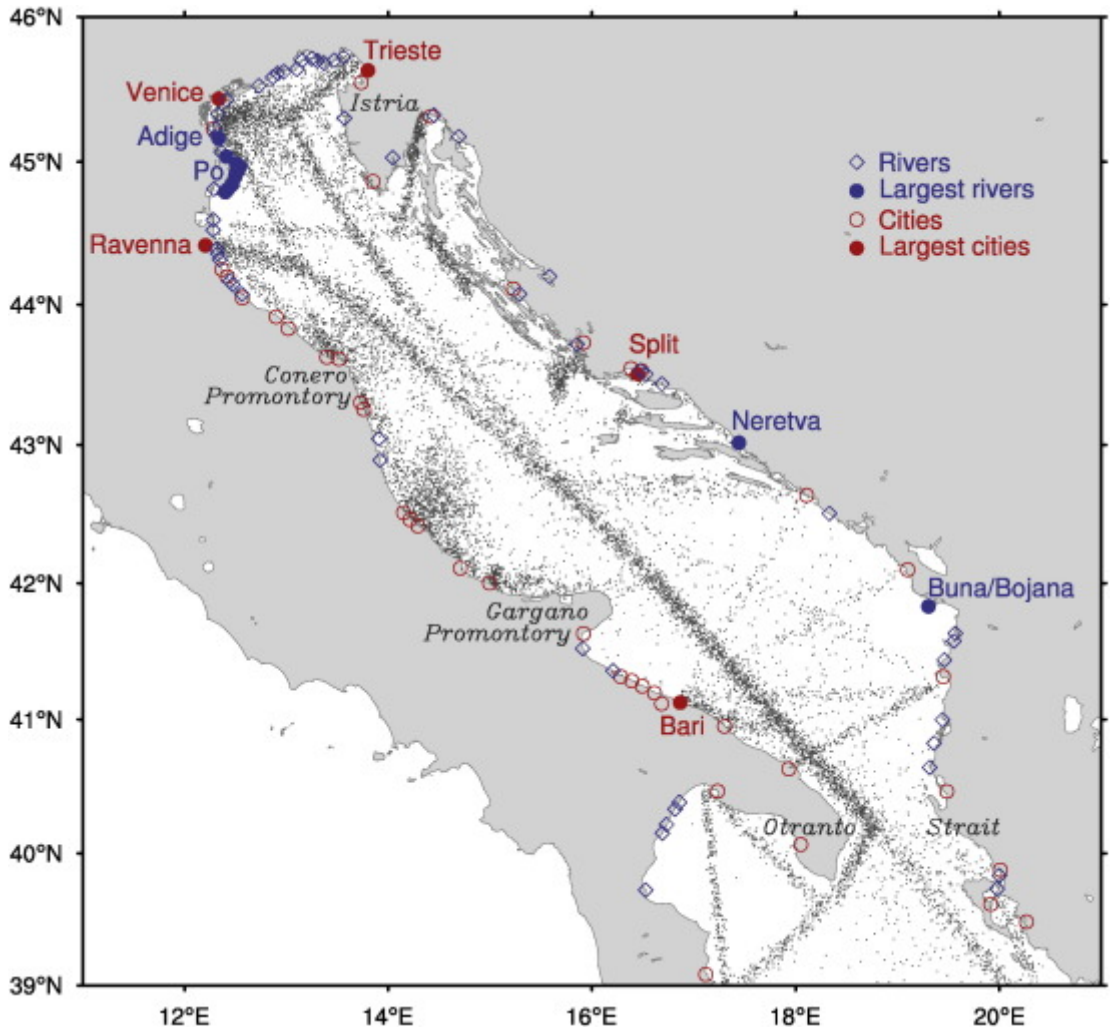 46°N
45°N
44°N
43°N
42°N
41°N
40°N
39°N
12°E
14°E
16°E
18°E
20°E
Trieste
Venice
Istria
Adige
Po
Rivers
Largest rivers
Cities
Largest cities
Ravenna
Split
Conero
Promontory
Neretva
Buna/Bojana
Gargano
Promontory
Bari
Otranto
Strait